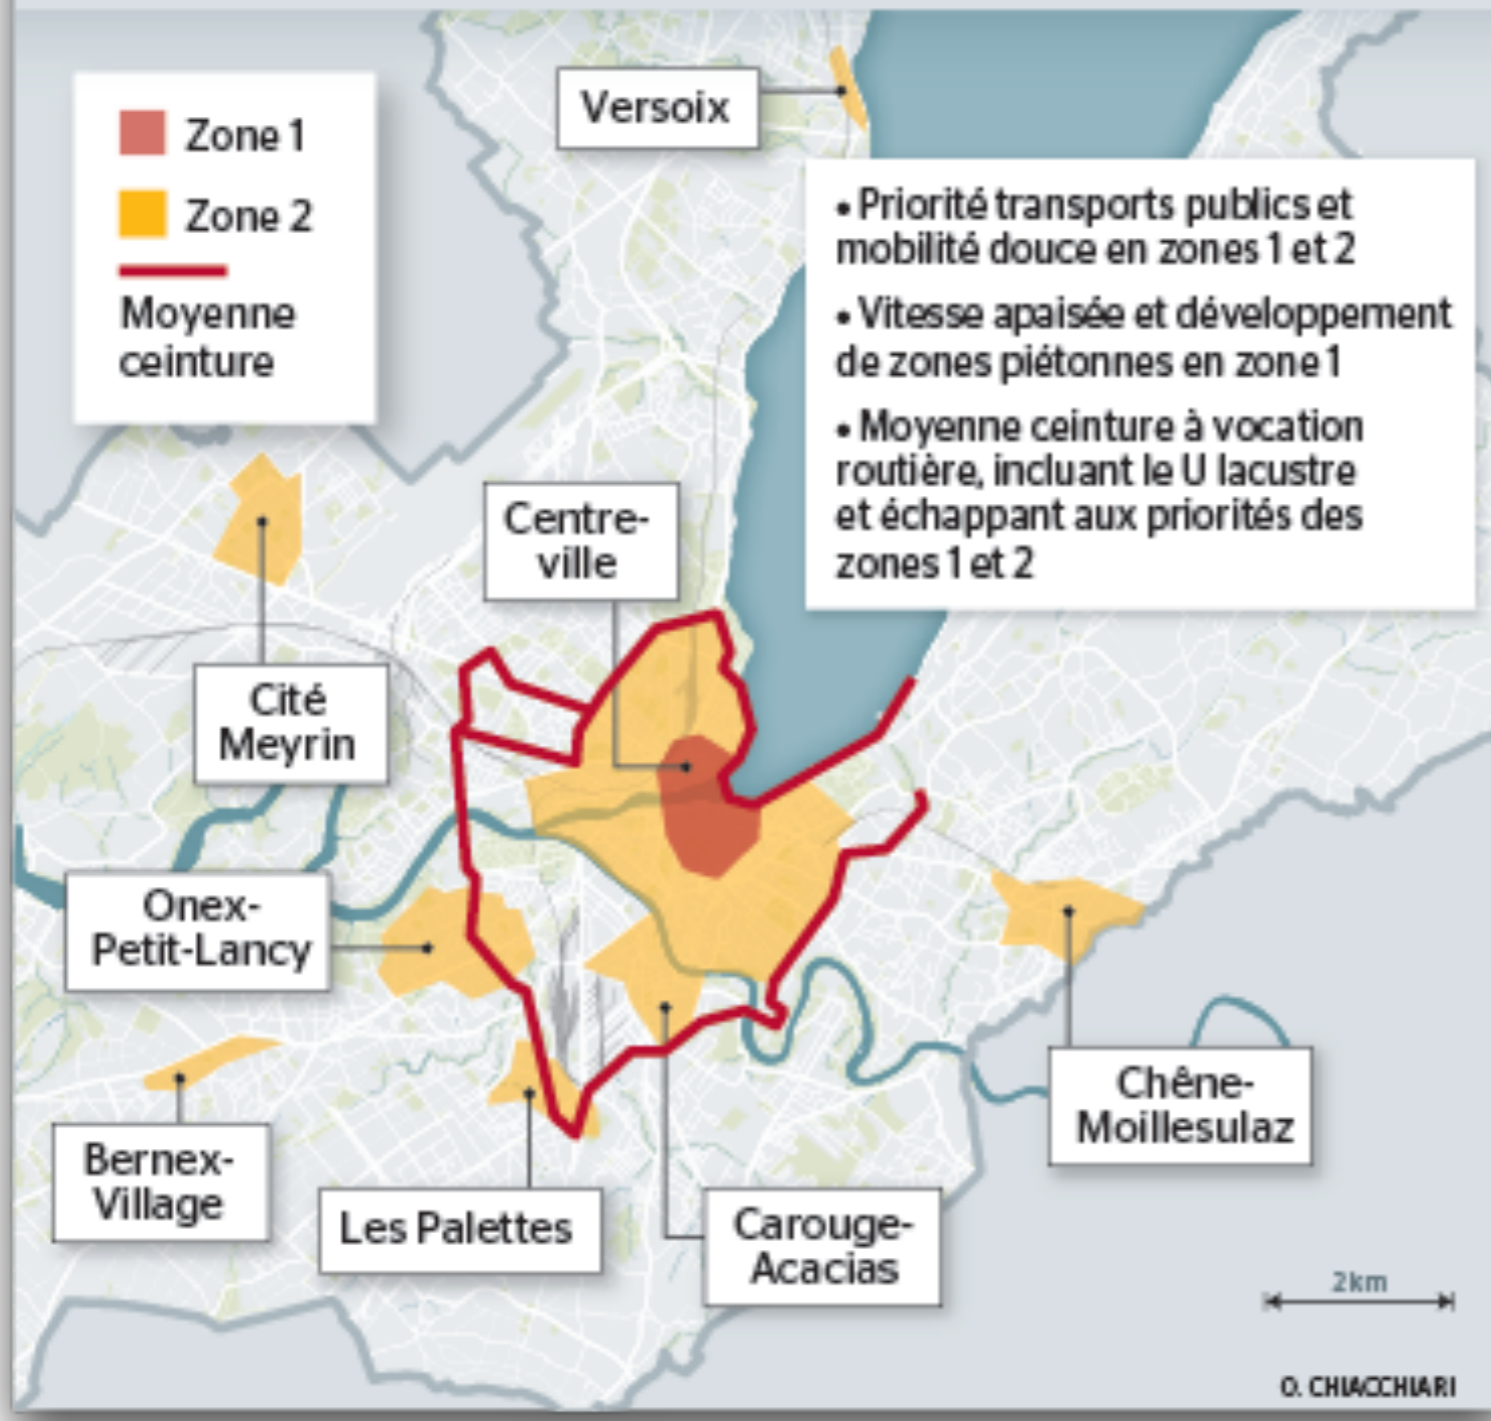 Zone 1
Zone 2
Moyenne
ceinture
Versoix
• Priorité transports publics et
mobilité douce en zones 1 et 2
• Vitesse apaisée et développement
de zones piétonnes en zone 1
• Moyenne ceinture à vocation
routière, incluant le U lacustre
et échappant aux priorités des
zones 1 et 2
Centre-
ville
Cité
Meyrin
Onex-
Petit-Lancy
Bernex-
Village
Les Palettes
Carouge-
Acacias
Chêne-
Moillesulaz
2km
O. CHIACCHIARI